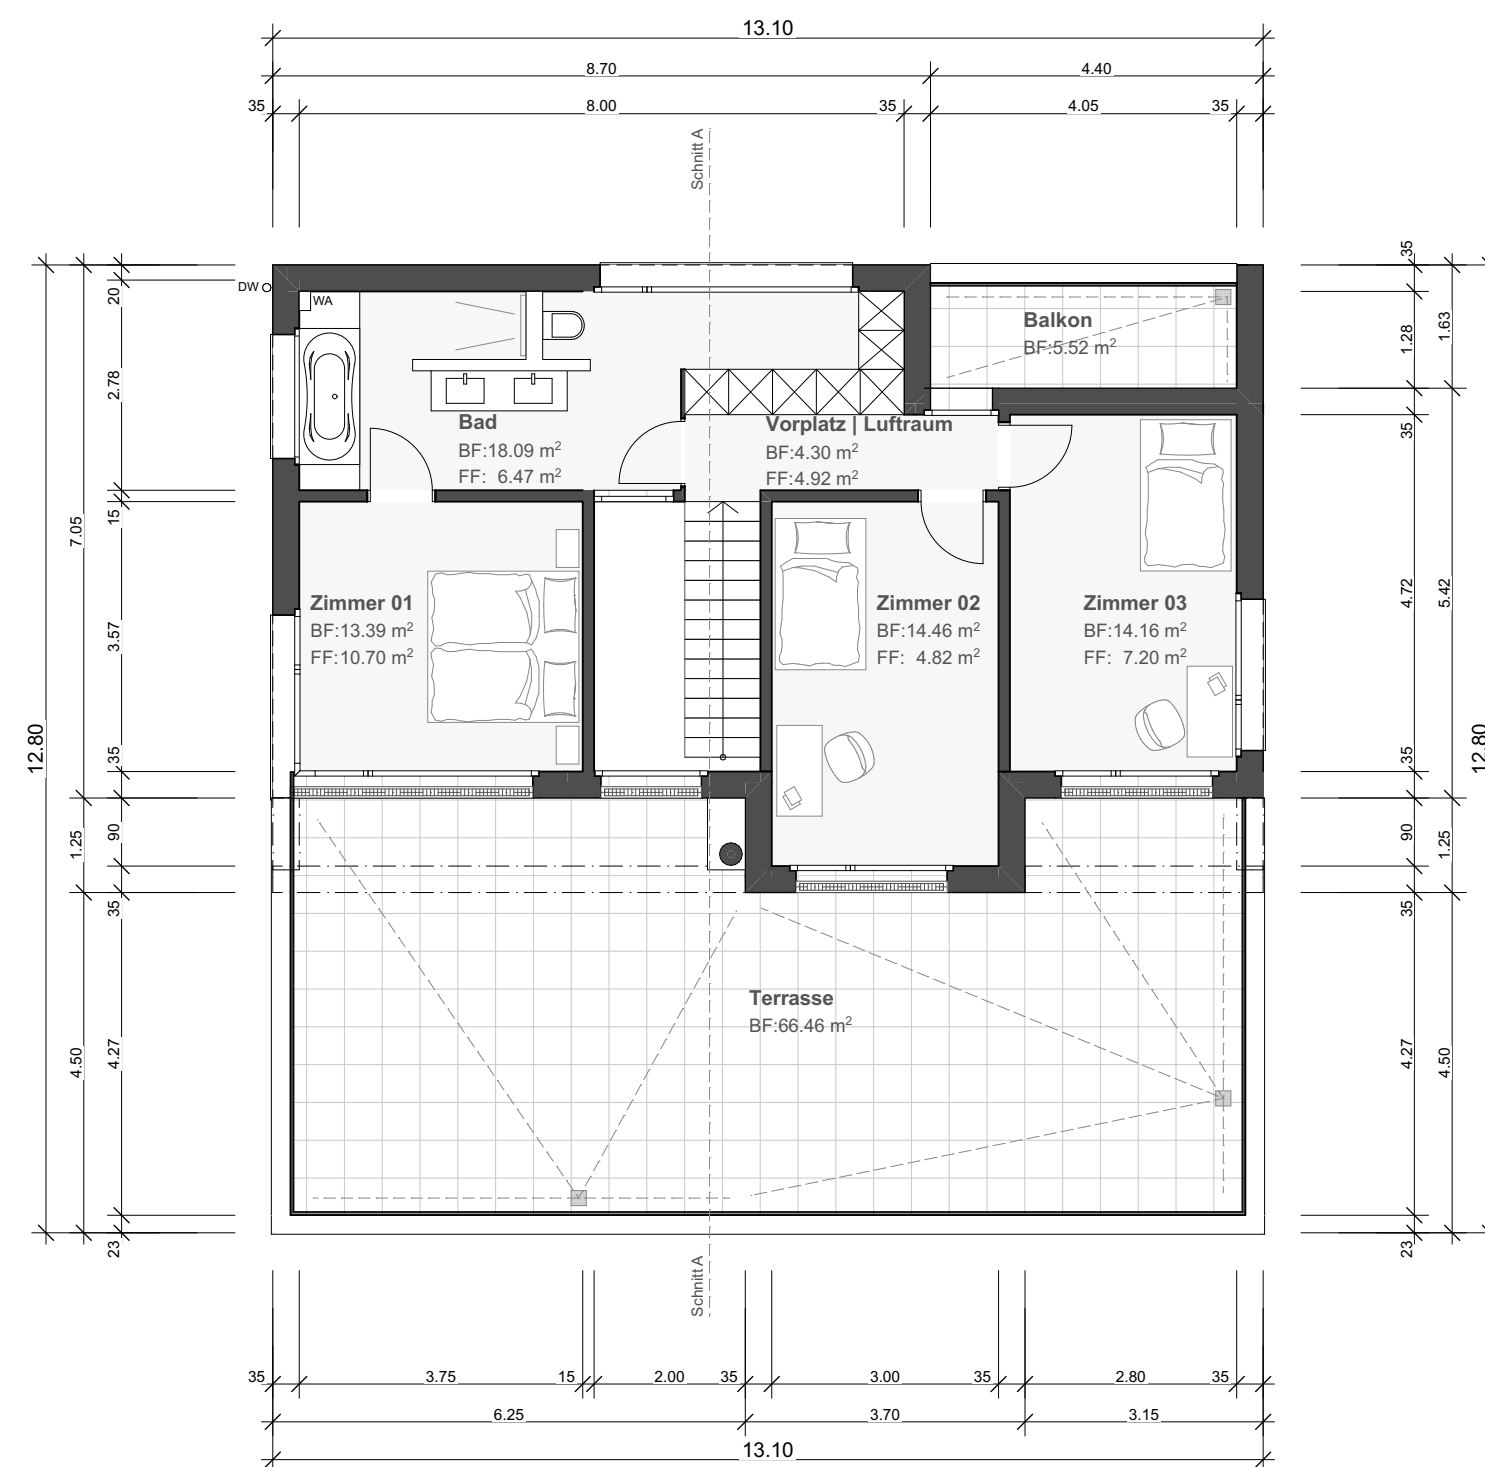 13.10
8.70
4.40
35
8.00
35
4.05
35
Schnitt A
DW
WA
Balkon
BF:5.52 m²
Bad
BF:18.09 m²
FF: 6.47 m²
Vorplatz | Luftraum
BF:4.30 m²
FF:4.92 m²
Zimmer 01
BF:13.39 m²
FF:10.70 m²
Zimmer 02
BF:14.46 m²
FF: 4.82 m²
Zimmer 03
BF:14.16 m²
FF: 7.20 m²
Terrasse
BF:66.46 m²
Schnitt A
12.80
7.05
1.25
4.50
20
2.78
15
3.57
35
90
35
4.27
23
35
1.28
35
4.72
35
90
35
4.27
23
1.63
5.42
1.25
4.50
12.80
35
3.75
15
2.00
35
3.00
35
2.80
35
6.25
3.70
3.15
13.10